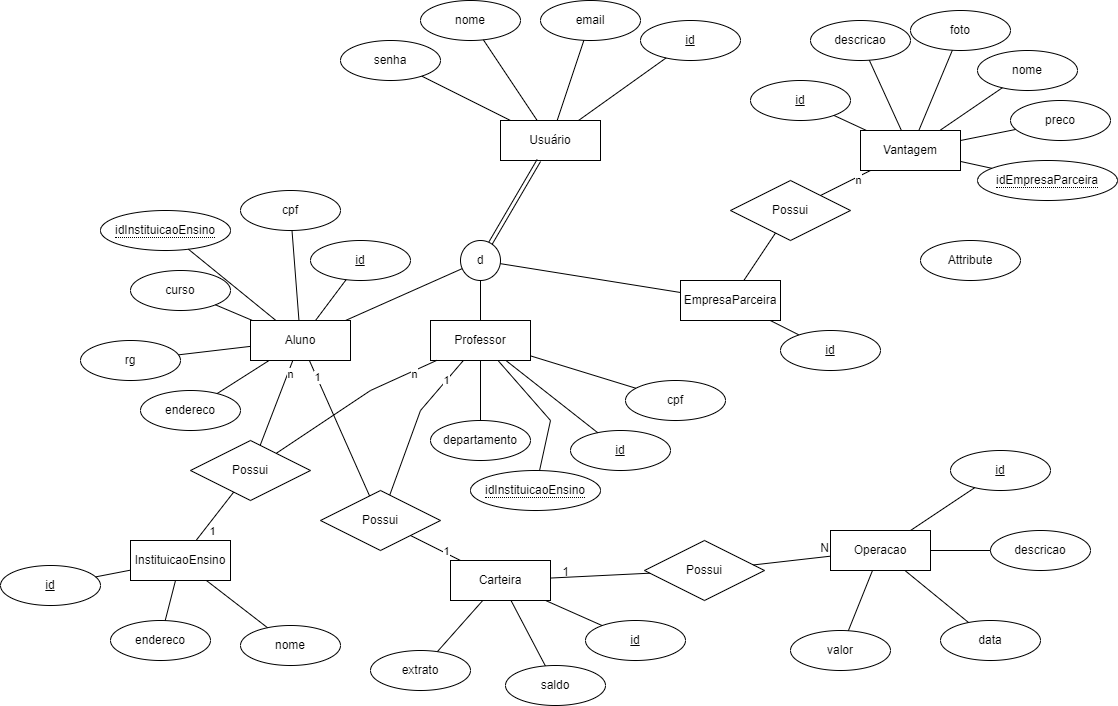 nome
email
id
senha
Usuário
descricao
foto
nome
id
preco
Vantagem
idEmpresaParceira
n
Possui
cpf
idInstituicaoEnsino
id
d
Attribute
curso
EmpresaParceira
Aluno
Professor
id
rg
n
1
n
1
cpf
endereco
departamento
id
Possui
idInstituicaoEnsino
id
Possui
1
1
N
Operacao
descricao
InstituicaoEnsino
Carteira
1
Possui
id
endereco
nome
id
valor
data
extrato
saldo